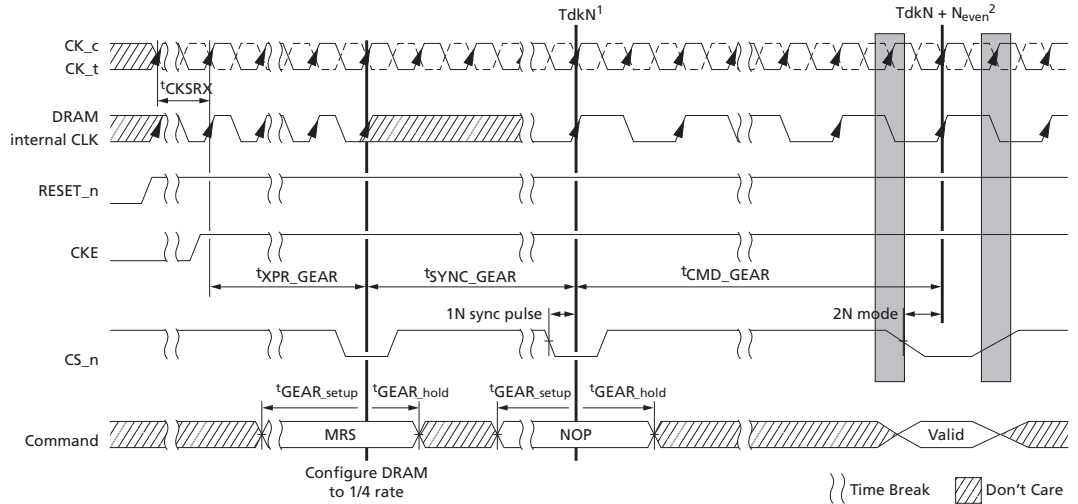 TdkN1 TdkN + Neven2
CK_c
CK_t
tCKSRX
DRAM
internal CLK
RESET_n
CKE
tXPR_GEAR tSYNC_GEAR tCMD_GEAR
1N sync pulse 2N mode
CS_n
tGEAR_setup tGEAR_hold tGEAR_setup tGEAR_hold
Command MRS NOP Valid
Configure DRAM
to 1/4 rate
Time Break Don't Care